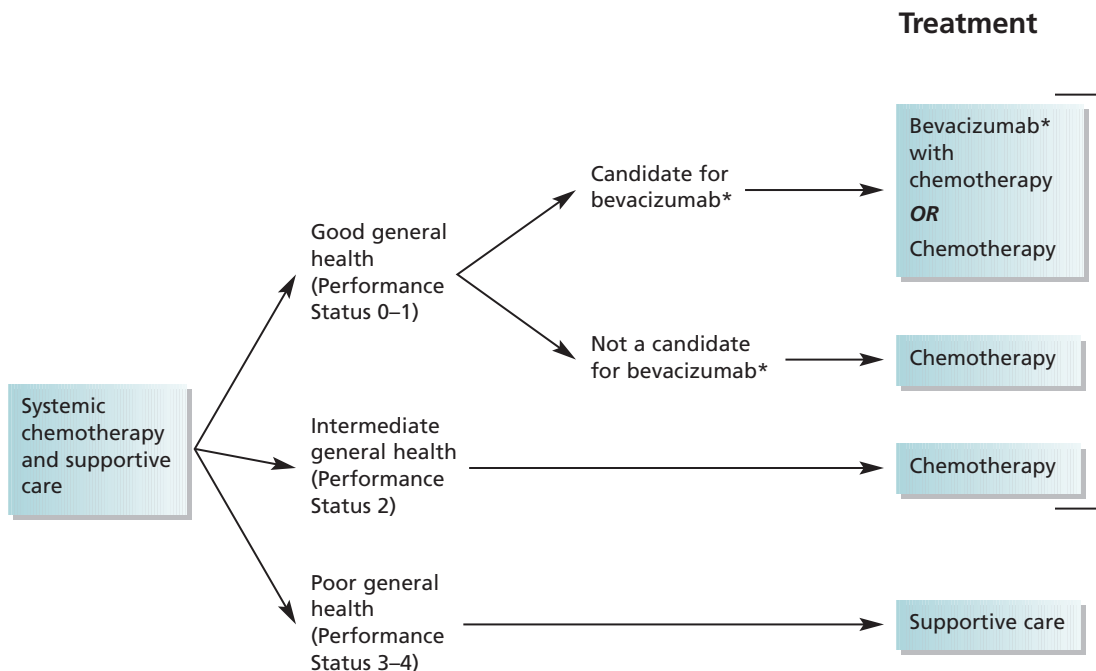 Treatment
Bevacizumab*
with
chemotherapy
OR
Chemotherapy
Candidate for
bevacizumab*
Good general
health
(Performance
Status 0–1)
Not a candidate
for bevacizumab*
Chemotherapy
Systemic
chemotherapy
and supportive
care
Intermediate
general health
(Performance
Status 2)
Chemotherapy
Poor general
health
(Performance
Status 3–4)
Supportive care